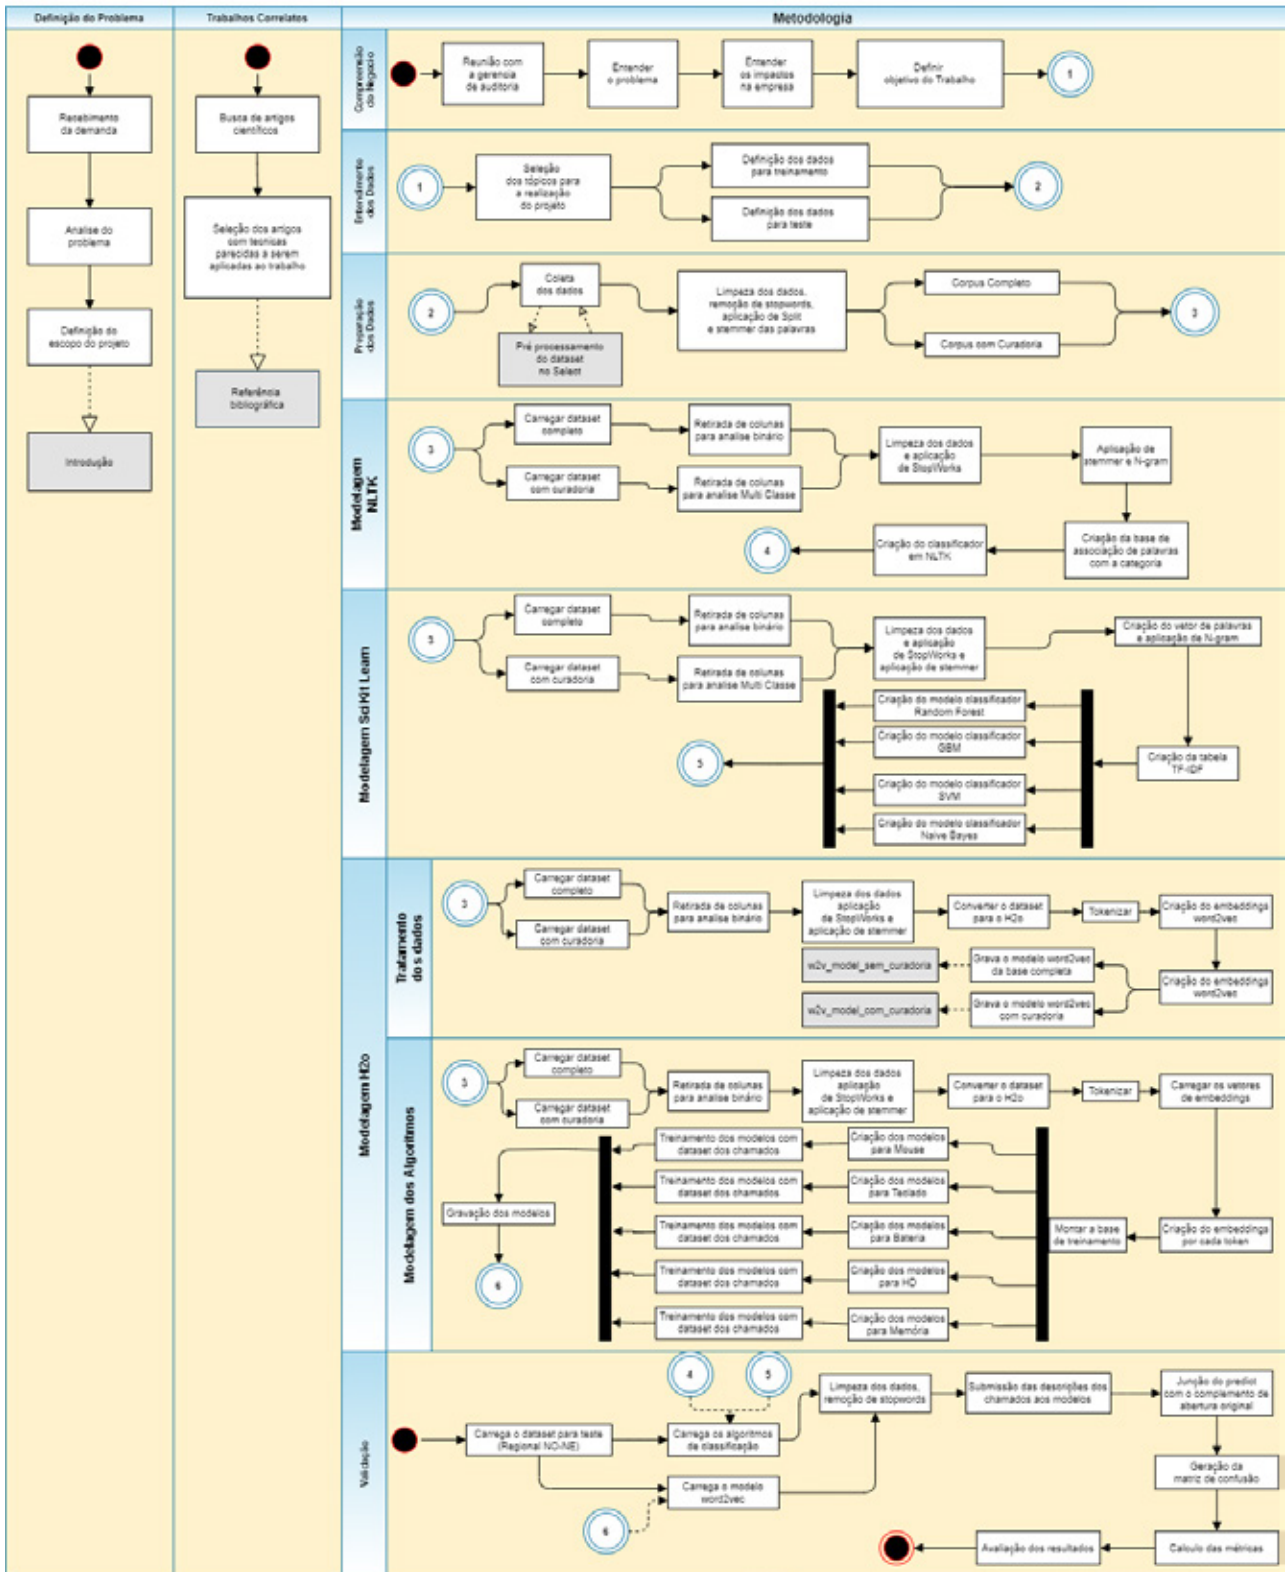 Definição do Problema
Trabalhos Correlatos
Metodologia
Recebimento
da demanda
Analise do
problema
Definição do
escopo do projeto
Introdução
Busca de artigos
científicos
Seleção dos artigos
com tecnicas
parecidas a serem
aplicadas ao trabalho
Referência
bibliográfica
Compreensão
do Negocio
Reunião com
a gerencia
de auditoria
Entender
o problema
Entender
os impactos
na empresa
Definir
objetivo do Trabalho
1
Entendimento
dos Dados
1
Seleção
dos tópicos para
a realização
do projeto
Definição dos dados
para treinamento
Definição dos dados
para teste
2
Preparação
dos Dados
2
Coleta
dos dados
Pré processamento
do dataset
no Select
Limpeza dos dados,
remoção de stopwords,
aplicação de Split
e stemmer das palavras
Corpus Completo
Corpus com Curadoria
3
Modelagem
NLTK
3
Carregar dataset
completo
Carregar dataset
com curadoria
Retirada de colunas
para analise binário
Retirada de colunas
para analise Multi Classe
Limpeza dos dados
e aplicação
de StopWorks
Aplicação de
stemmer e N-gram
Criação da base de
associação de palavras
com a categoria
Criação do classificador
em NLTK
4
Modelagem SciKit Learn
3
Carregar dataset
completo
Carregar dataset
com curadoria
Retirada de colunas
para analise binário
Retirada de colunas
para analise Multi Classe
Limpeza dos dados
e aplicação
de StopWorks e
aplicação de stemmer
Criação do vetor de palavras
e aplicação de N-gram
Criação da tabela
TF-IDF
Criação do modelo classificador
Random Forest
Criação do modelo classificador
GBM
Criação do modelo classificador
SVM
Criação do modelo classificador
Naive Bayes
5
Modelagem H2o
Tratamento
dos dados
3
Carregar dataset
completo
Carregar dataset
com curadoria
Retirada de colunas
para analise binário
Limpeza dos dados
aplicação
de StopWorks e
aplicação de stemmer
Converter o dataset
para o H2o
Tokenizar
Criação do embeddings
word2vec
Criação do embeddings
word2vec
Grava o modelo word2vec
da base completa
Grava o modelo word2vec
com curadoria
w2v_model_sem_curadoria
w2v_model_com_curadoria
Modelagem dos Algoritmos
3
Carregar dataset
completo
Carregar dataset
com curadoria
Retirada de colunas
para analise binário
Limpeza dos dados
aplicação
de StopWorks e
aplicação de stemmer
Converter o dataset
para o H2o
Tokenizar
Carregar os vetores
de embeddings
Criação do embeddings
por cada token
Montar a base
de treinamento
Criação dos modelos
para Mouse
Criação dos modelos
para Teclado
Criação dos modelos
para Bateria
Criação dos modelos
para HD
Criação dos modelos
para Memória
Treinamento dos modelos com
dataset dos chamados
Treinamento dos modelos com
dataset dos chamados
Treinamento dos modelos com
dataset dos chamados
Treinamento dos modelos com
dataset dos chamados
Treinamento dos modelos com
dataset dos chamados
Gravação dos modelos
6
Validação
4
5
Carrega o dataset para teste
(Regional NO-NE)
Carrega os algoritmos
de classificação
Carrega o modelo
word2vec
6
Limpeza dos dados,
remoção de stopwords
Submissão das descrições dos
chamados aos modelos
Junção do predict
com o complemento de
abertura original
Geração da
matriz de confusão
Calculo das métricas
Avaliação dos resultados